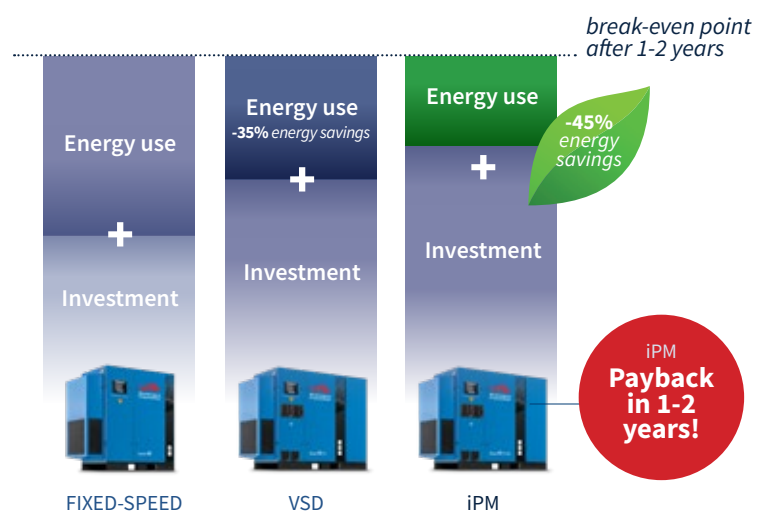 break-even point
after 1-2 years
Energy use
Energy use
-35% energy savings
Energy use
-45%
energy
savings
+
+
+
Investment
Investment
Investment
iPM
Payback
in 1-2
years!
FIXED-SPEED
VSD
iPM